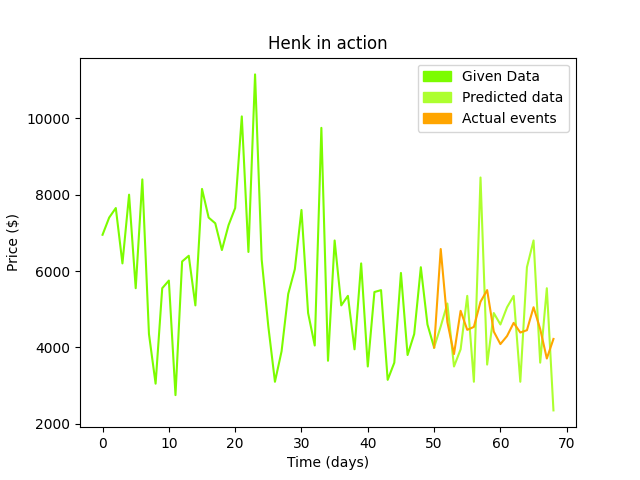 Henk in action
Given Data
Predicted data
Actual events
Price ($)
10000
8000
6000
4000
2000
0 10 20 30 40 50 60 70
Time (days)